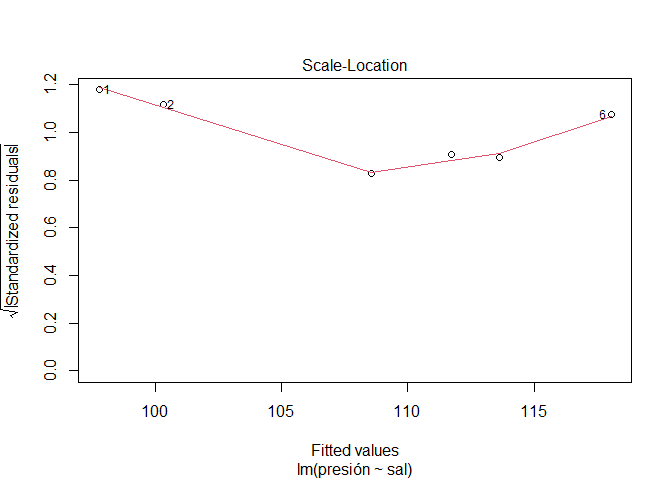 Scale-Location
√|Standardized residuals|
1.2
1.0
0.8
0.6
0.4
0.2
0.0
1
2
6
100 105 110 115
Fitted values
lm(presión ~ sal)